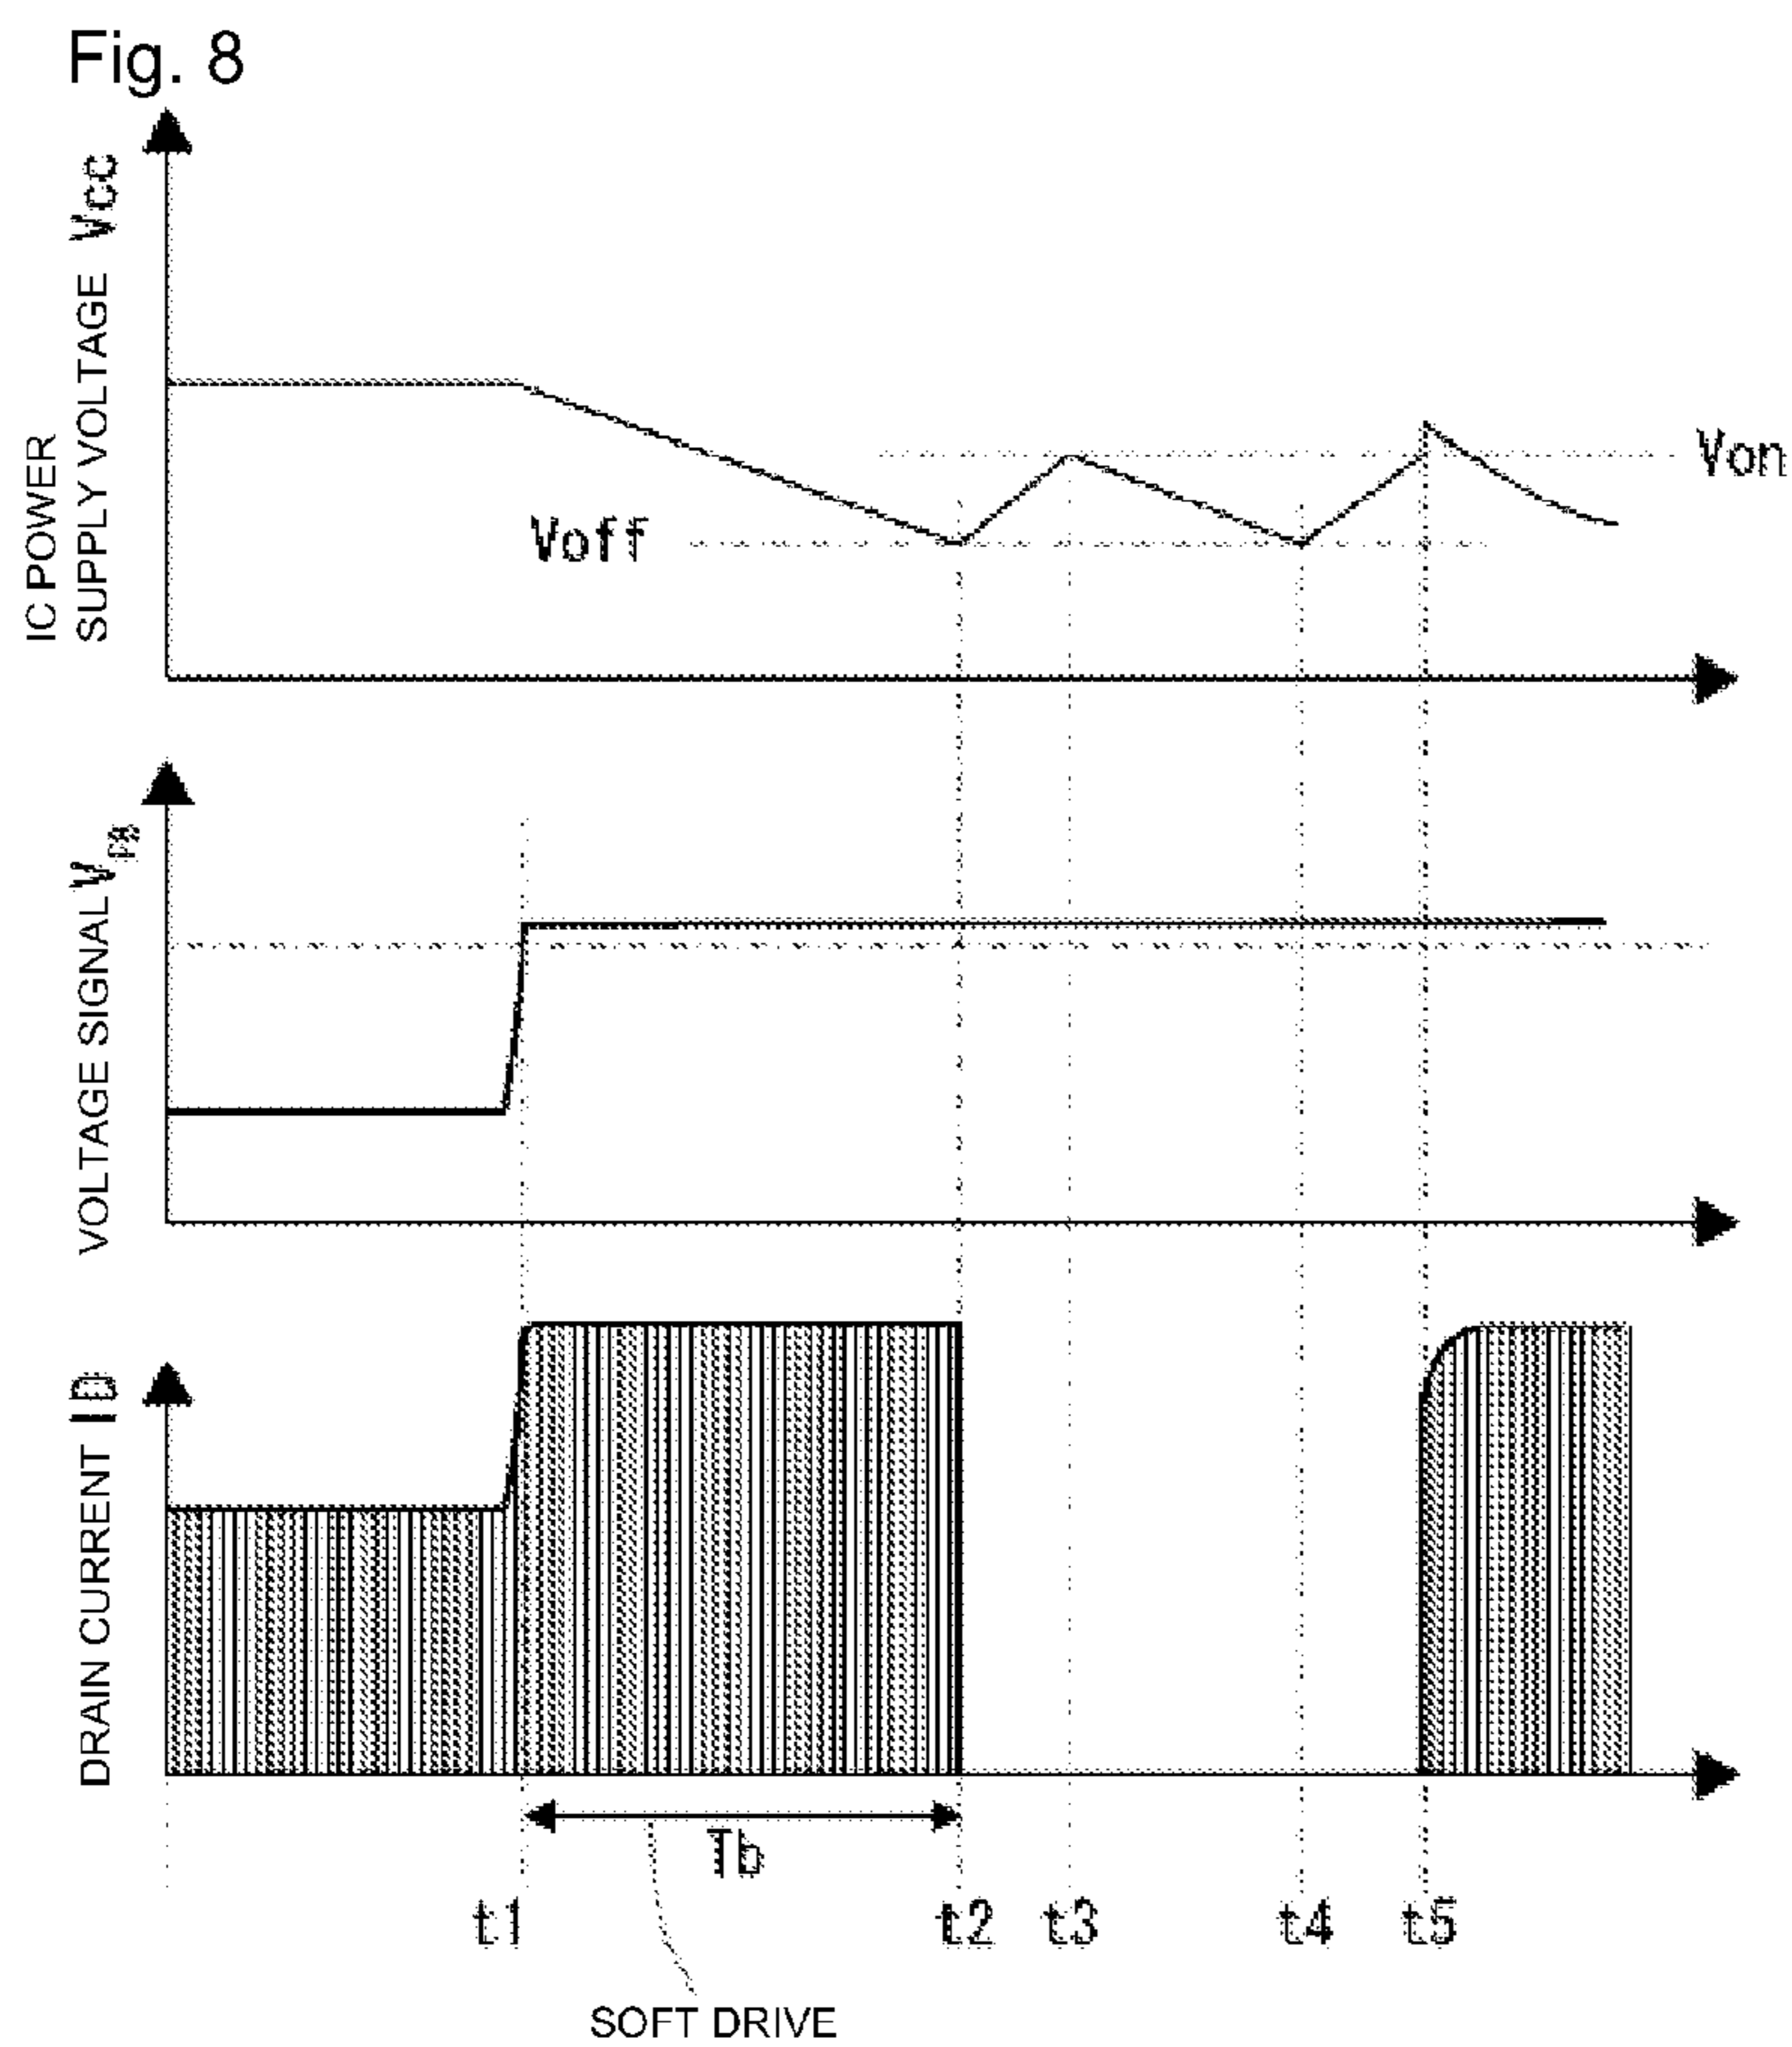 Fig. 8
IC POWER
SUPPLY VOLTAGE Vcc
Von
Voff
VOLTAGE SIGNAL V
DRAIN CURRENT ID
Tb
t1
t2
t3
t4
t5
SOFT DRIVE